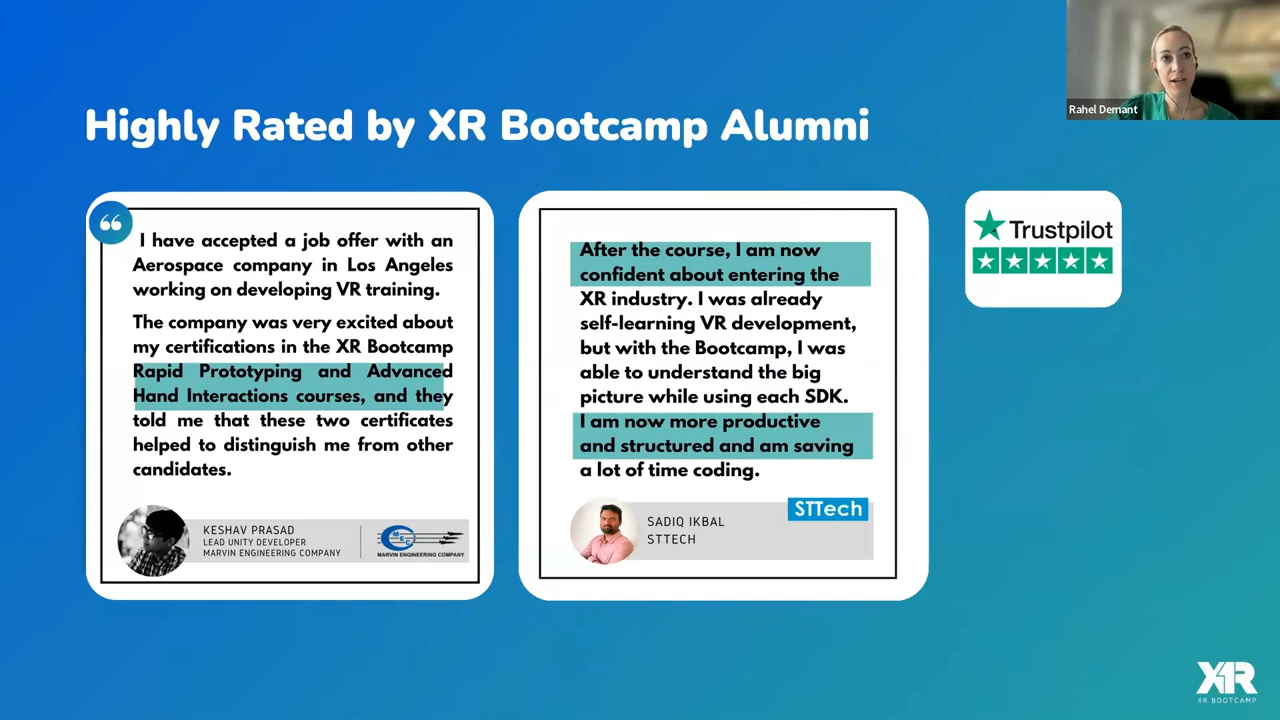 Highly Rated by XR Bootcamp Alumni
Rahel Demant
I have accepted a job offer with an
Aerospace company in Los Angeles
working on developing VR training.
The company was very excited about
my certifications in the XR Bootcamp
Rapid Prototyping and Advanced
Hand Interactions courses, and they
told me that these two certificates
helped to distinguish me from other
candidates.
KESHAV PRASAD
LEAD UNITY DEVELOPER
MARVIN ENGINEERING COMPANY
MEC
MARVIN ENGINEERING COMPANY
After the course, I am now
confident about entering the
XR industry. I was already
self-learning VR development,
but with the Bootcamp, I was
able to understand the big
picture while using each SDK.
I am now more productive
and structured and am saving
a lot of time coding.
STTech
SADIQ IKBAL
STTECH
Trustpilot
XR
XR BOOTCAMP